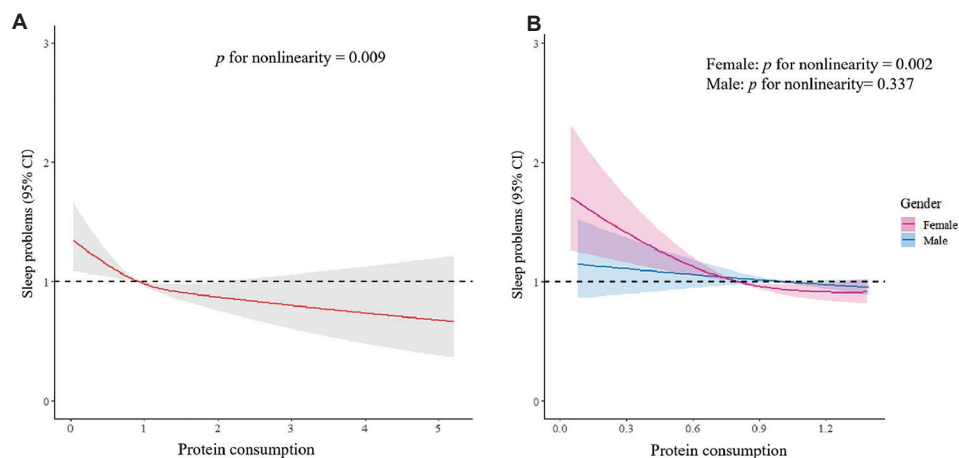 A
p for nonlinearity = 0.009
3
2
1
0
Sleep problems (95% CI)
0 1 2 3 4 5
Protein consumption
B
Female: p for nonlinearity = 0.002
Male: p for nonlinearity= 0.337
3
2
1
0
Sleep problems (95% CI)
0.0 0.3 0.6 0.9 1.2
Protein consumption
Gender
Female
Male